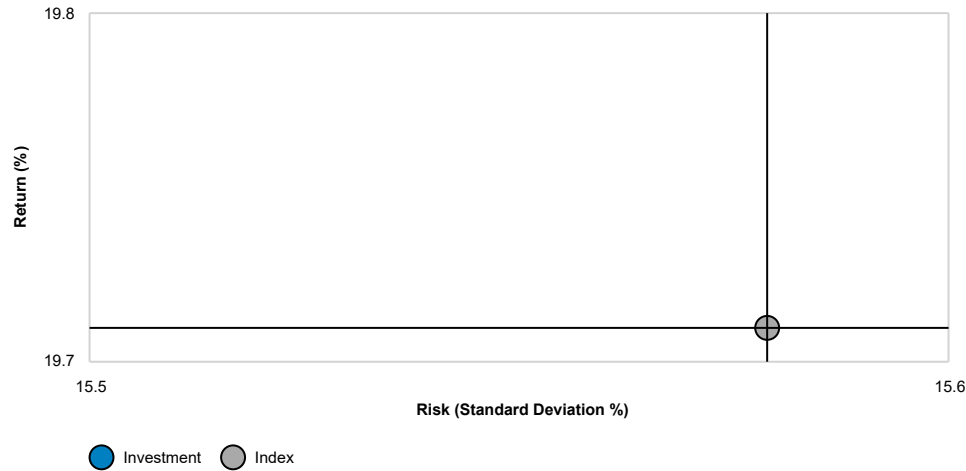 19.8
Return (%)
19.7
15.5
15.6
Risk (Standard Deviation %)
Investment
Index